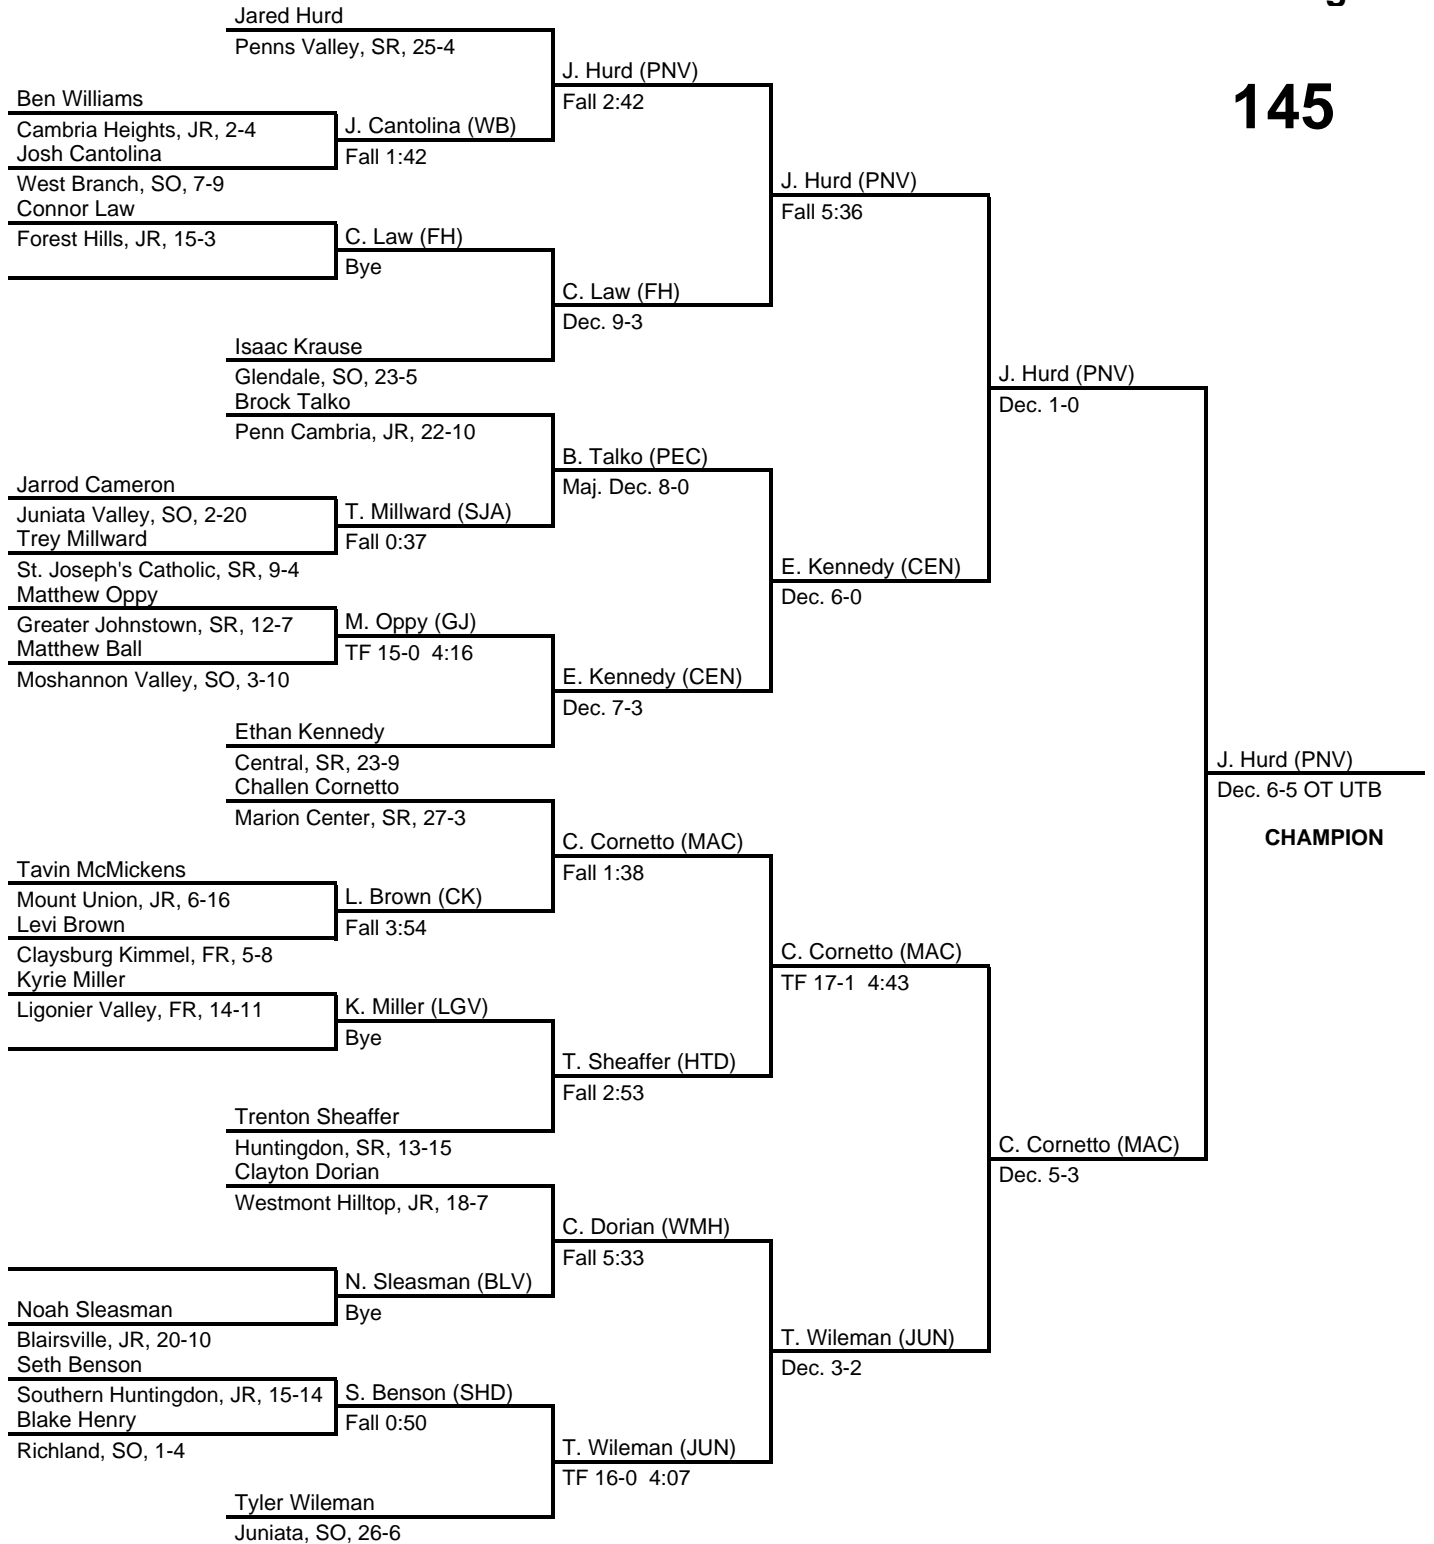 Jared Hurd
Penns Valley, SR, 25-4
J. Hurd (PNV)
Fall 2:42
145
Ben Williams
Cambria Heights, JR, 2-4
Josh Cantolina
West Branch, SO, 7-9
J. Cantolina (WB)
Fall 1:42
J. Hurd (PNV)
Fall 5:36
Connor Law
Forest Hills, JR, 15-3
C. Law (FH)
Bye
C. Law (FH)
Dec. 9-3
Isaac Krause
Glendale, SO, 23-5
J. Hurd (PNV)
Dec. 1-0
Brock Talko
Penn Cambria, JR, 22-10
B. Talko (PEC)
Maj. Dec. 8-0
Jarrod Cameron
Juniata Valley, SO, 2-20
Trey Millward
St. Joseph's Catholic, SR, 9-4
T. Millward (SJA)
Fall 0:37
E. Kennedy (CEN)
Dec. 6-0
Matthew Oppy
Greater Johnstown, SR, 12-7
Matthew Ball
Moshannon Valley, SO, 3-10
M. Oppy (GJ)
TF 15-0 4:16
E. Kennedy (CEN)
Dec. 7-3
Ethan Kennedy
Central, SR, 23-9
J. Hurd (PNV)
Dec. 6-5 OT UTB
CHAMPION
Challen Cornetto
Marion Center, SR, 27-3
C. Cornetto (MAC)
Fall 1:38
Tavin McMickens
Mount Union, JR, 6-16
Levi Brown
Claysburg Kimmel, FR, 5-8
L. Brown (CK)
Fall 3:54
C. Cornetto (MAC)
TF 17-1 4:43
Kyrie Miller
Ligonier Valley, FR, 14-11
K. Miller (LGV)
Bye
T. Sheaffer (HTD)
Fall 2:53
Trenton Sheaffer
Huntingdon, SR, 13-15
C. Cornetto (MAC)
Dec. 5-3
Clayton Dorian
Westmont Hilltop, JR, 18-7
C. Dorian (WMH)
Fall 5:33
N. Sleasman (BLV)
Bye
Noah Sleasman
Blairsville, JR, 20-10
T. Wileman (JUN)
Dec. 3-2
Seth Benson
Southern Huntingdon, JR, 15-14
Blake Henry
Richland, SO, 1-4
S. Benson (SHD)
Fall 0:50
T. Wileman (JUN)
TF 16-0 4:07
Tyler Wileman
Juniata, SO, 26-6